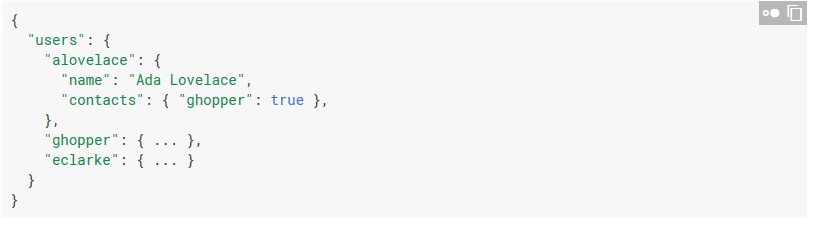 {
  "users": {
    "alovelace": {
      "name": "Ada Lovelace",
      "contacts": { "ghopper": true },
    },
    "ghopper": { ... },
    "eclarke": { ... }
  }
}